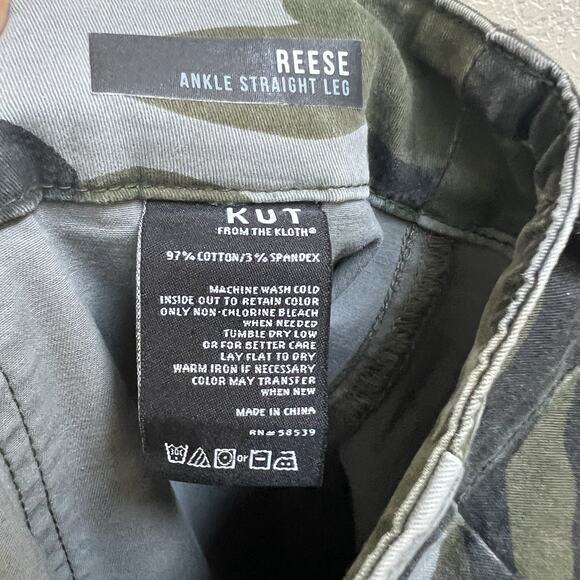 REESE
ANKLE STRAIGHT LEG
KUT
FROM THE KLOTH®
97% COTTON/3% SPANDEX
MACHINE WASH COLD
INSIDE OUT TO RETAIN COLOR
ONLY NON-CHLORINE BLEACH
WHEN NEEDED
TUMBLE DRY LOW
OR FOR BETTER CARE
LAY FLAT TO DRY
WARM IRON IF NECESSARY
COLOR MAY TRANSFER
WHEN NEW
MADE IN CHINA
RN# 58539
30C or